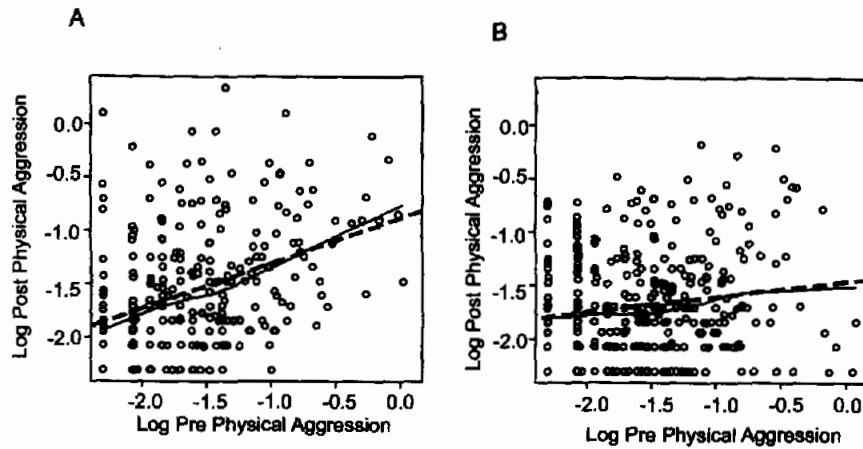 A
Log Post Physical Aggression
0.0
-0.5
-1.0
-1.5
-2.0
-2.0 -1.5 -1.0 -0.5 0.0
Log Pre Physical Aggression
B
Log Post Physical Aggression
0.0
-0.5
-1.0
-1.5
-2.0
-2.0 -1.5 -1.0 -0.5 0.0
Log Pre Physical Aggression